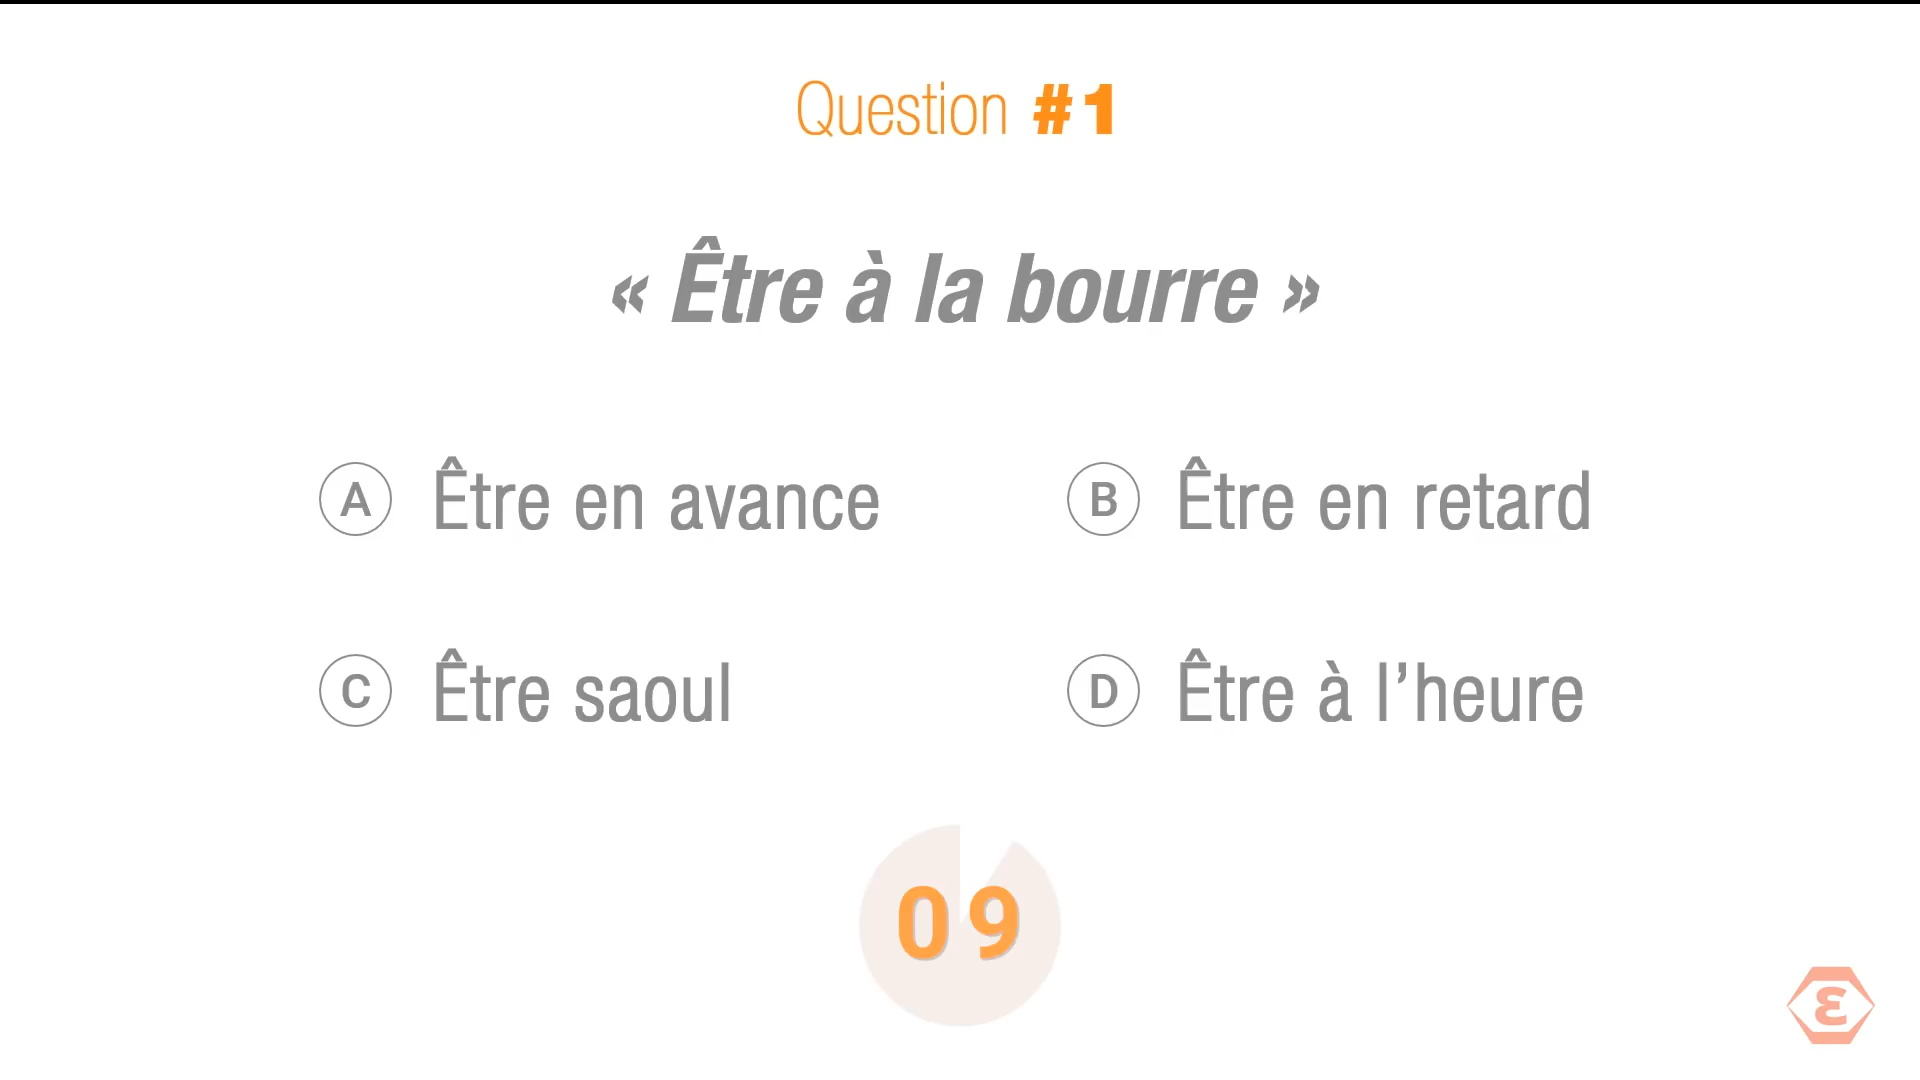 Question #1
« Être à la bourre »
A Être en avance
B Être en retard
C Être saoul
D Être à l’heure
09
ε